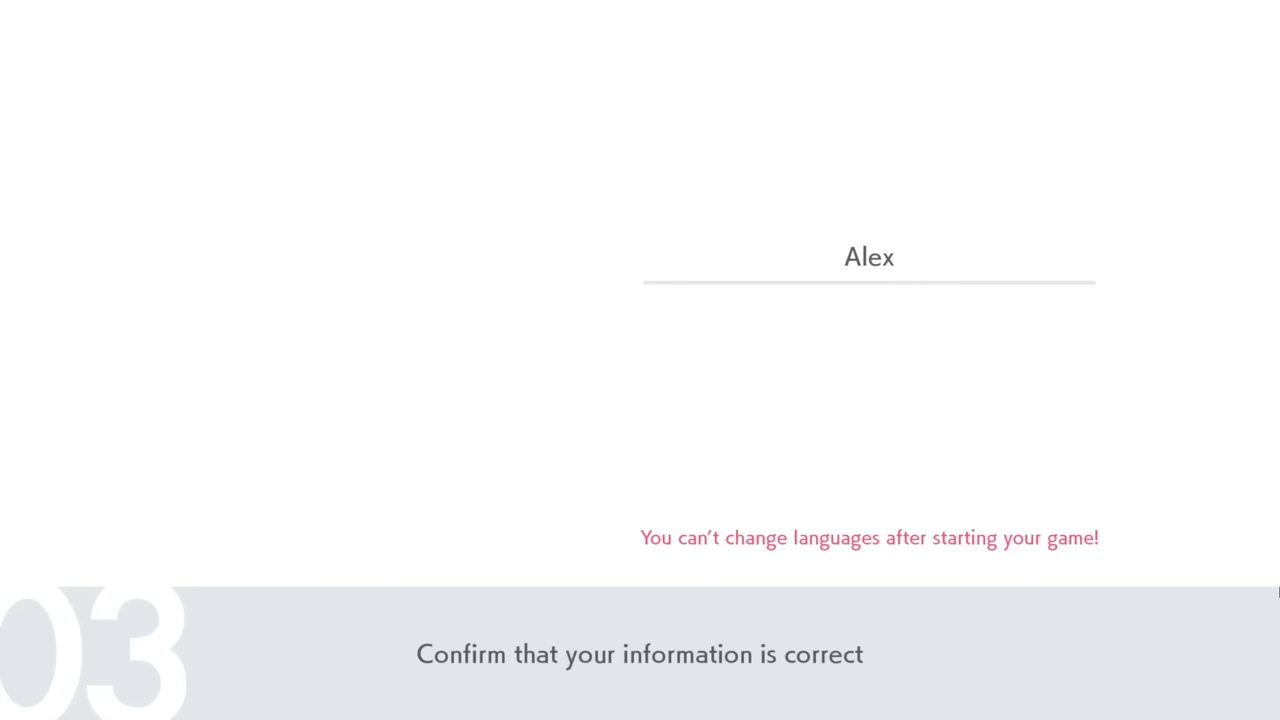 Alex
You can't change languages after starting your game!
03
Confirm that your information is correct